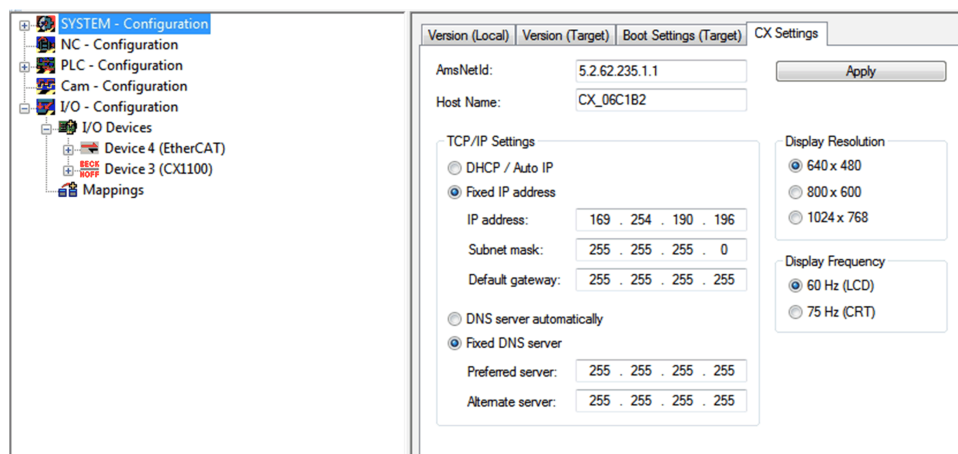 SYSTEM - Configuration
NC - Configuration
PLC - Configuration
Cam - Configuration
I/O - Configuration
I/O Devices
Device 4 (EtherCAT)
BECK
HOFF
Device 3 (CX1100)
Mappings
Version (Local) Version (Target) Boot Settings (Target) CX Settings
AmsNetId: 5.2.62.235.1.1 Apply
Host Name: CX_06C1B2
TCP/IP Settings
DHCP / Auto IP
Fixed IP address
IP address: 169 . 254 . 190 . 196
Subnet mask: 255 . 255 . 255 . 0
Default gateway: 255 . 255 . 255 . 255
DNS server automatically
Fixed DNS server
Preferred server: 255 . 255 . 255 . 255
Alternate server: 255 . 255 . 255 . 255
Display Resolution
640 x 480
800 x 600
1024 x 768
Display Frequency
60 Hz (LCD)
75 Hz (CRT)